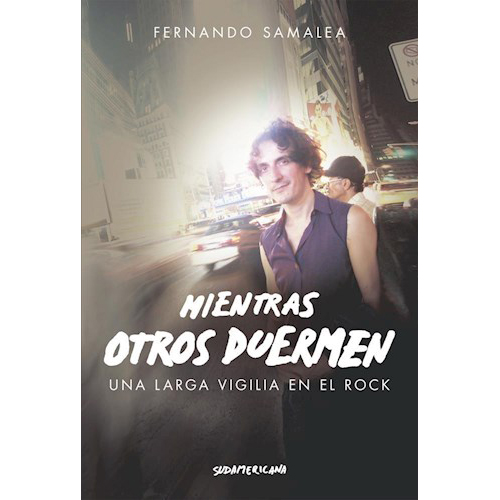 FERNANDO SAMALEA
MIENTRAS
OTROS DUERMEN
UNA LARGA VIGILIA EN EL ROCK
SUDAMERICANA